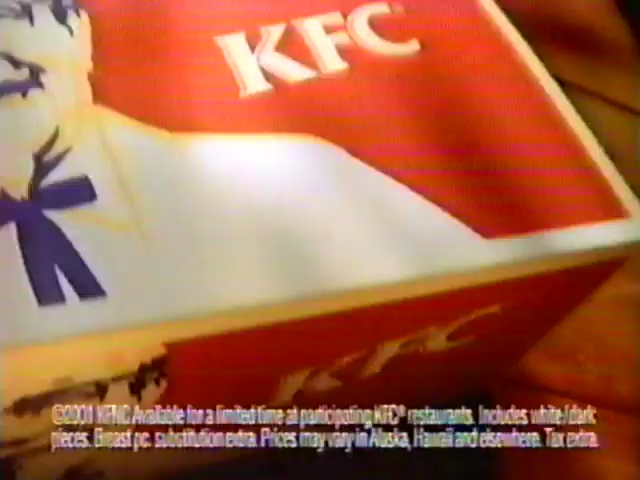 KFC
KFC
©2001 KFNC Available for a limited time at participating KFC® restaurants. Includes white/dark
pieces. Breast pc. substitution extra. Prices may vary in Alaska, Hawaii and elsewhere. Tax extra.